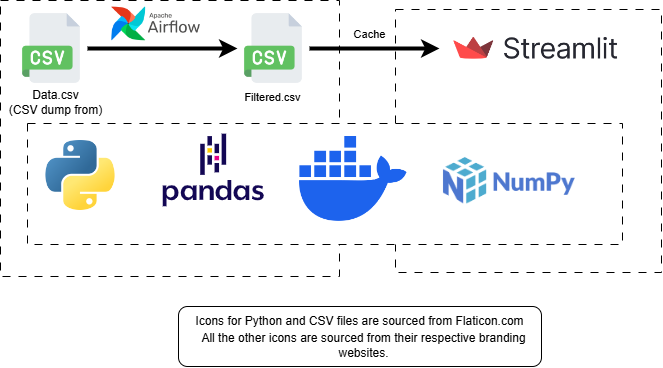 Apache
Airflow
CSV
CSV
Cache
Streamlit
Data.csv
(CSV dump from)
Filtered.csv
pandas
NumPy
Icons for Python and CSV files are sourced from Flaticon.com
All the other icons are sourced from their respective branding
websites.